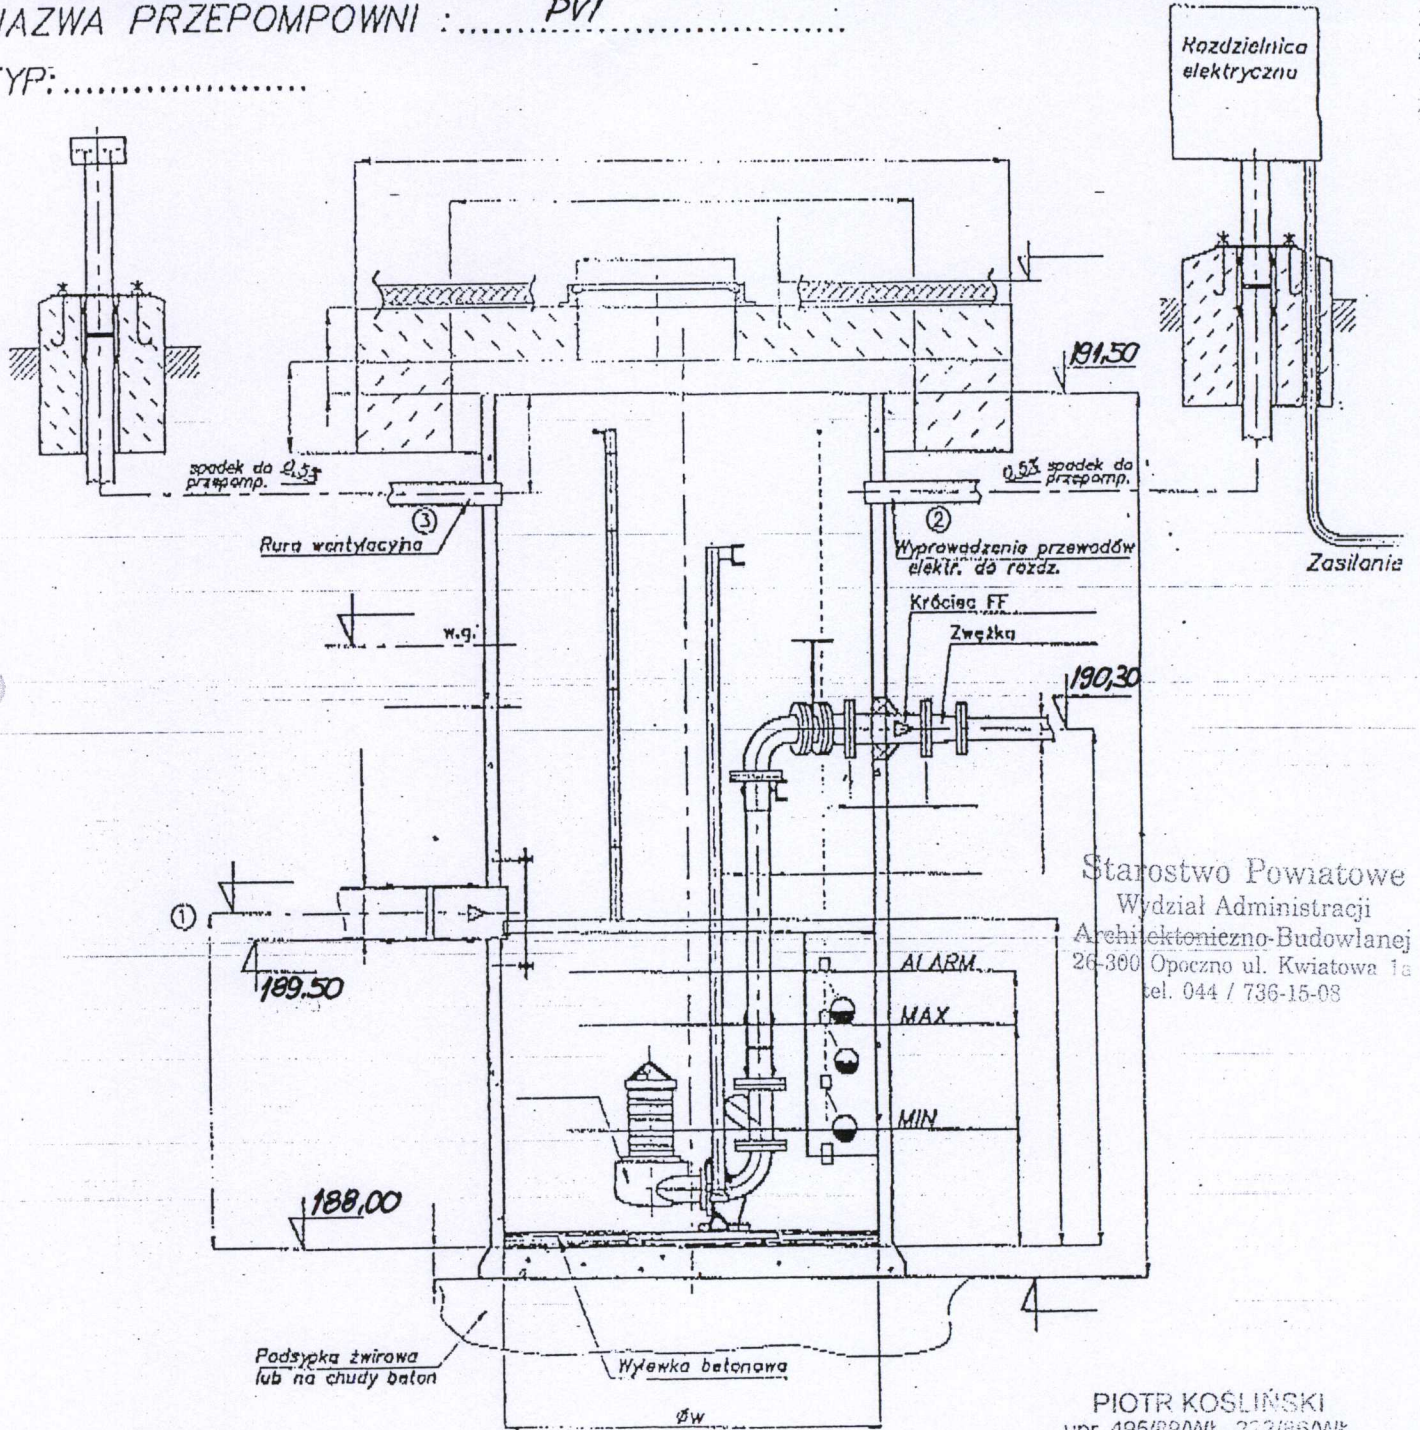 NAZWA PRZEPOMPOWNI : PVI
TYP:
Rozdzielnica
elektryczna
191,50
spadek do 0,5%
przepomp.
0,5% spadek do
przepomp.
③
②
Rura wentylacyjna
Wyprowadzenie przewodów
elektr. do rozdz.
Zasilanie
Króciec FF
w.g.
Zwężka
190,30
①
189.50
Starostwo Powiatowe
Wydział Administracji
Architektoniczno-Budowlanej
26-300 Opoczno ul. Kwiatowa 1a
tel. 044 / 736-15-08
ALARM
MAX
MIN
188,00
Podsypka żwirowa
lub na chudy beton
Wylewka betonowa
ØW
PIOTR KOŚLIŃSKI